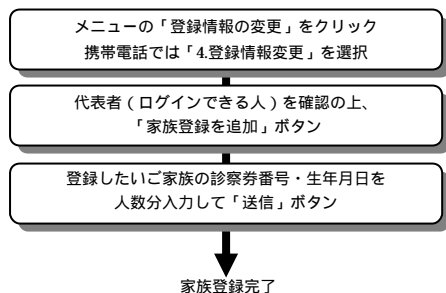 メニューの「登録情報の変更」をクリック
携帯電話では「4.登録情報変更」を選択
代表者(ログインできる人)を確認の上、
「家族登録を追加」ボタン
登録したいご家族の診察券番号・生年月日を
人数分入力して「送信」ボタン
家族登録完了